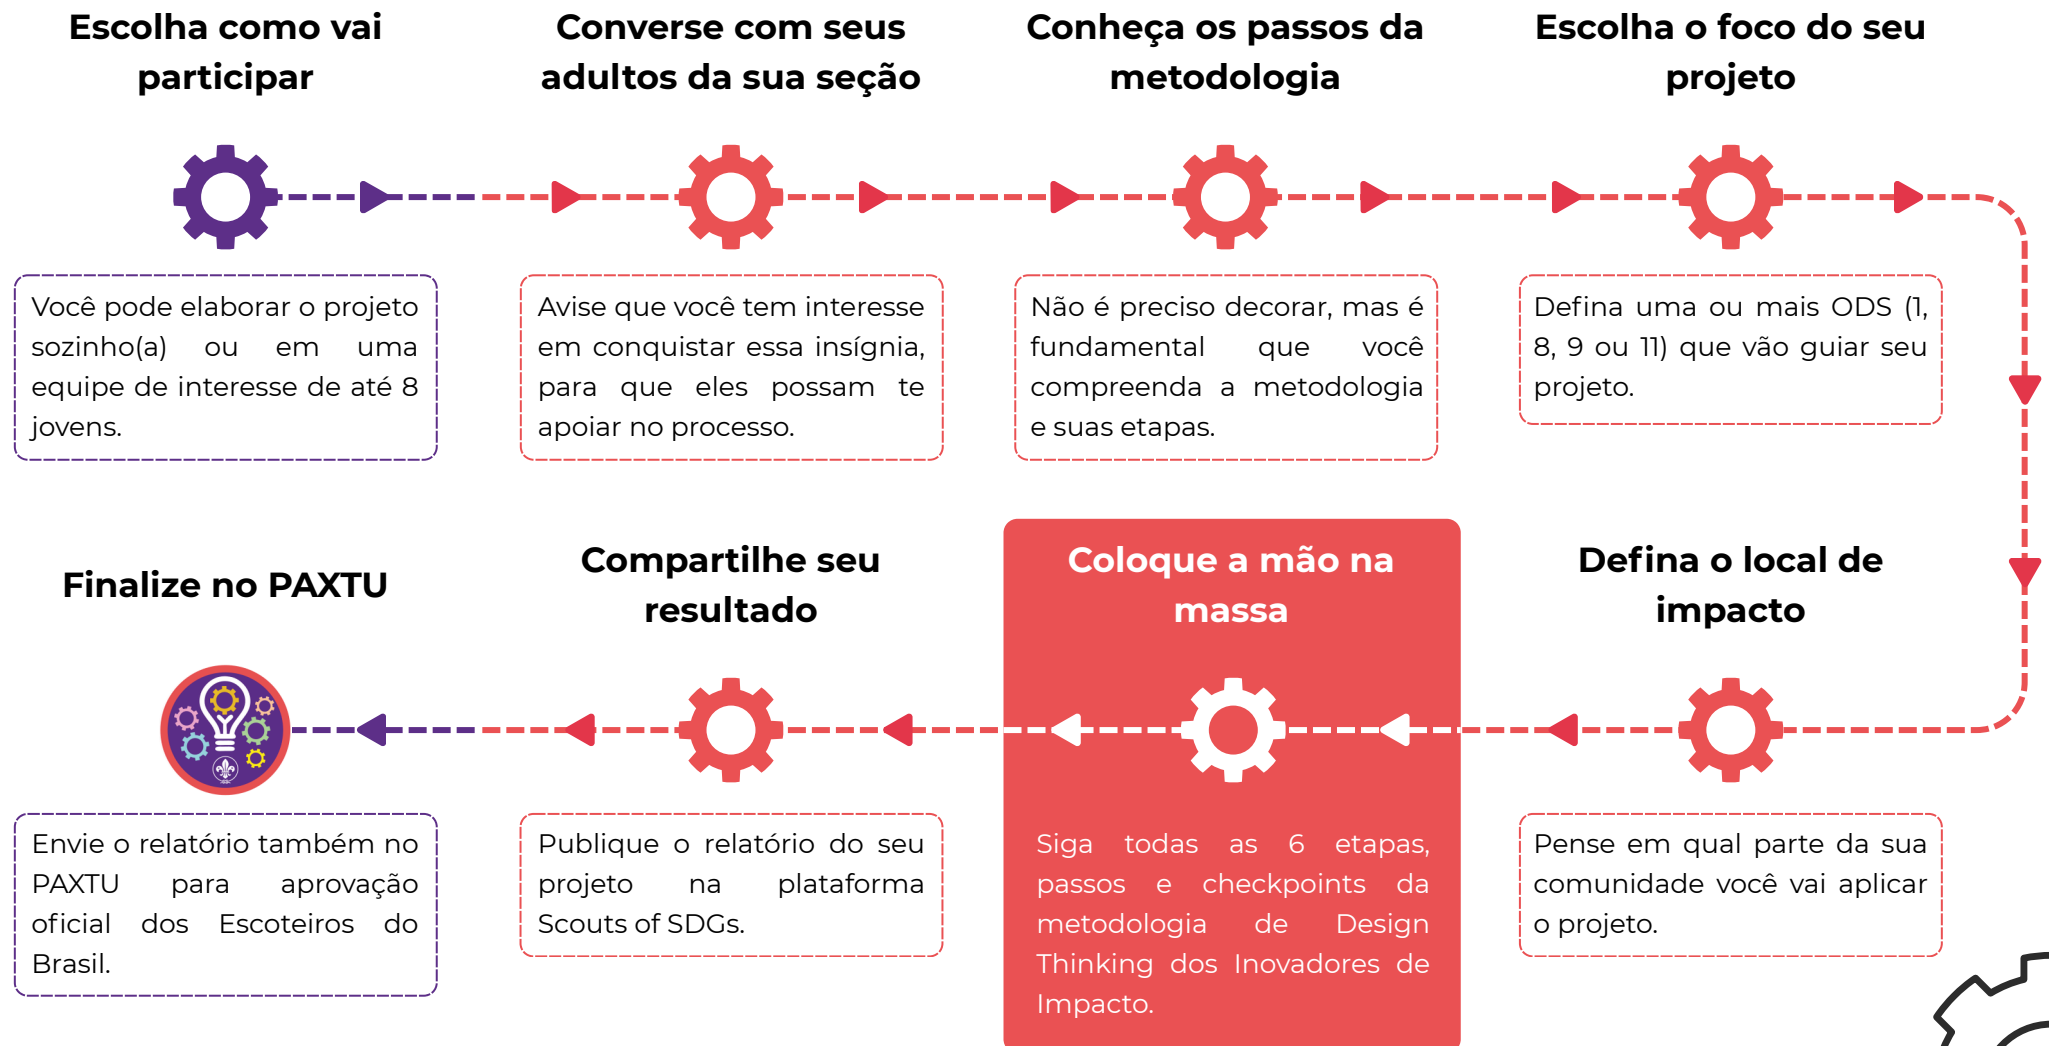 Escolha como vai
participar
Você pode elaborar o projeto
sozinho(a) ou em uma
equipe de interesse de até 8
jovens.
Converse com seus
adultos da sua seção
Avise que você tem interesse
em conquistar essa insígnia,
para que eles possam te
apoiar no processo.
Conheça os passos da
metodologia
Não é preciso decorar, mas é
fundamental que você
compreenda a metodologia
e suas etapas.
Escolha o foco do seu
projeto
Defina uma ou mais ODS (1,
8, 9 ou 11) que vão guiar seu
projeto.
Defina o local de
impacto
Pense em qual parte da sua
comunidade você vai aplicar
o projeto.
Coloque a mão na
massa
Siga todas as 6 etapas,
passos e checkpoints da
metodologia de Design
Thinking dos Inovadores de
Impacto.
Compartilhe seu
resultado
Publique o relatório do seu
projeto na plataforma
Scouts of SDGs.
Finalize no PAXTU
Envie o relatório também no
PAXTU para aprovação
oficial dos Escoteiros do
Brasil.